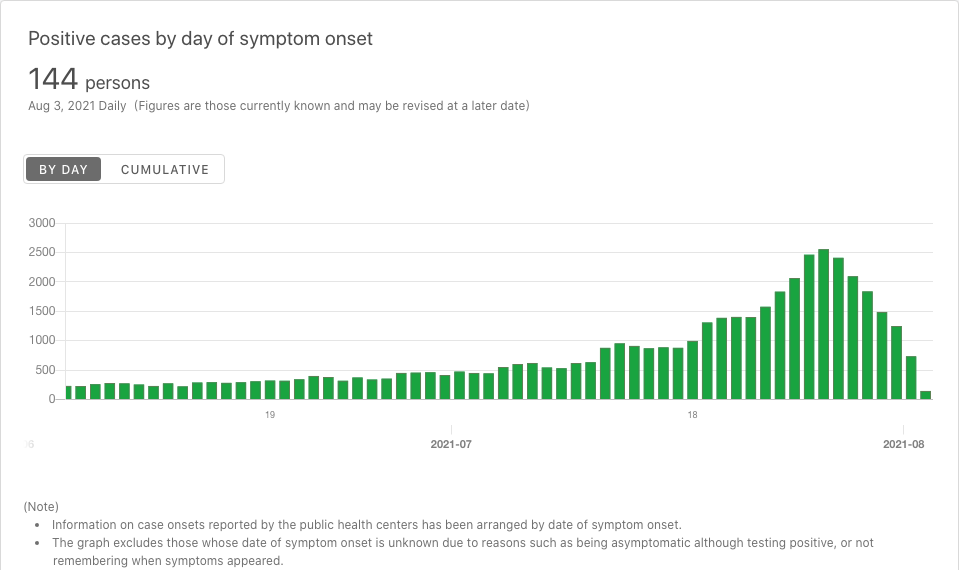 Positive cases by day of symptom onset
144 persons
Aug 3, 2021 Daily (Figures are those currently known and may be revised at a later date)
BY DAY CUMULATIVE
3000
2500
2000
1500
1000
500
0
19 18
2021-07 2021-08
(Note)
• Information on case onsets reported by the public health centers has been arranged by date of symptom onset.
• The graph excludes those whose date of symptom onset is unknown due to reasons such as being asymptomatic although testing positive, or not
remembering when symptoms appeared.